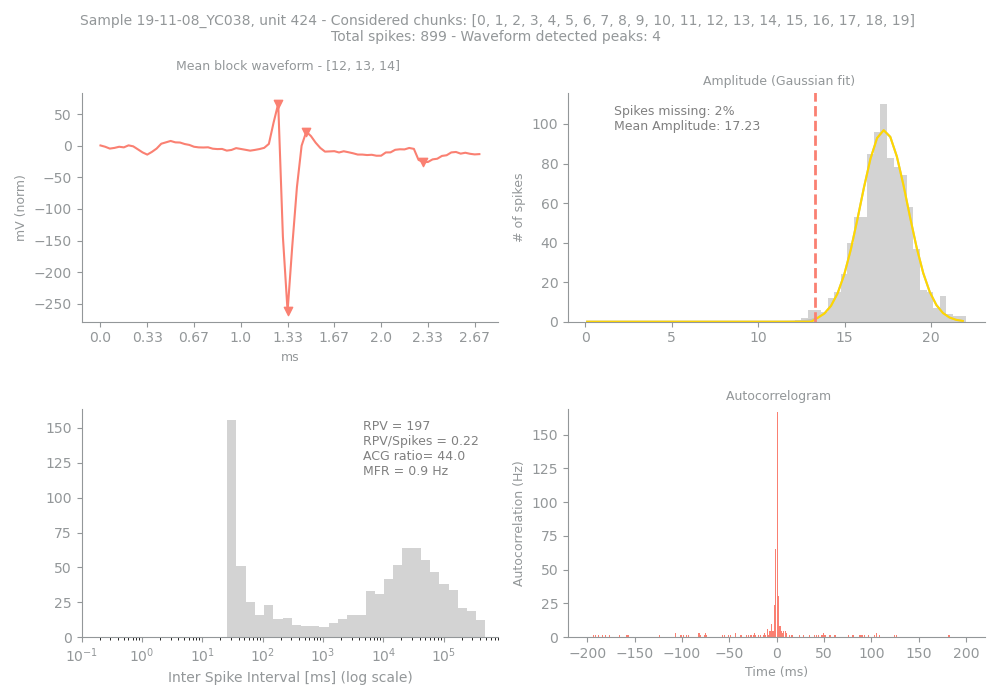 Sample 19-11-08_YC038, unit 424 - Considered chunks: [0, 1, 2, 3, 4, 5, 6, 7, 8, 9, 10, 11, 12, 13, 14, 15, 16, 17, 18, 19]
Total spikes: 899 - Waveform detected peaks: 4
Mean block waveform - [12, 13, 14]
50
0
−50
−100
−150
−200
−250
mV (norm)
0.0 0.33 0.67 1.0 1.33 1.67 2.0 2.33 2.67
ms
Amplitude (Gaussian fit)
Spikes missing: 2%
Mean Amplitude: 17.23
100
80
60
40
20
0
# of spikes
0 5 10 15 20
150
125
100
75
50
25
0
RPV = 197
RPV/Spikes = 0.22
ACG ratio= 44.0
MFR = 0.9 Hz
10⁻¹ 10⁰ 10¹ 10² 10³ 10⁴ 10⁵
Inter Spike Interval [ms] (log scale)
Autocorrelogram
150
125
100
75
50
25
0
Autocorrelation (Hz)
−200 −150 −100 −50 0 50 100 150 200
Time (ms)